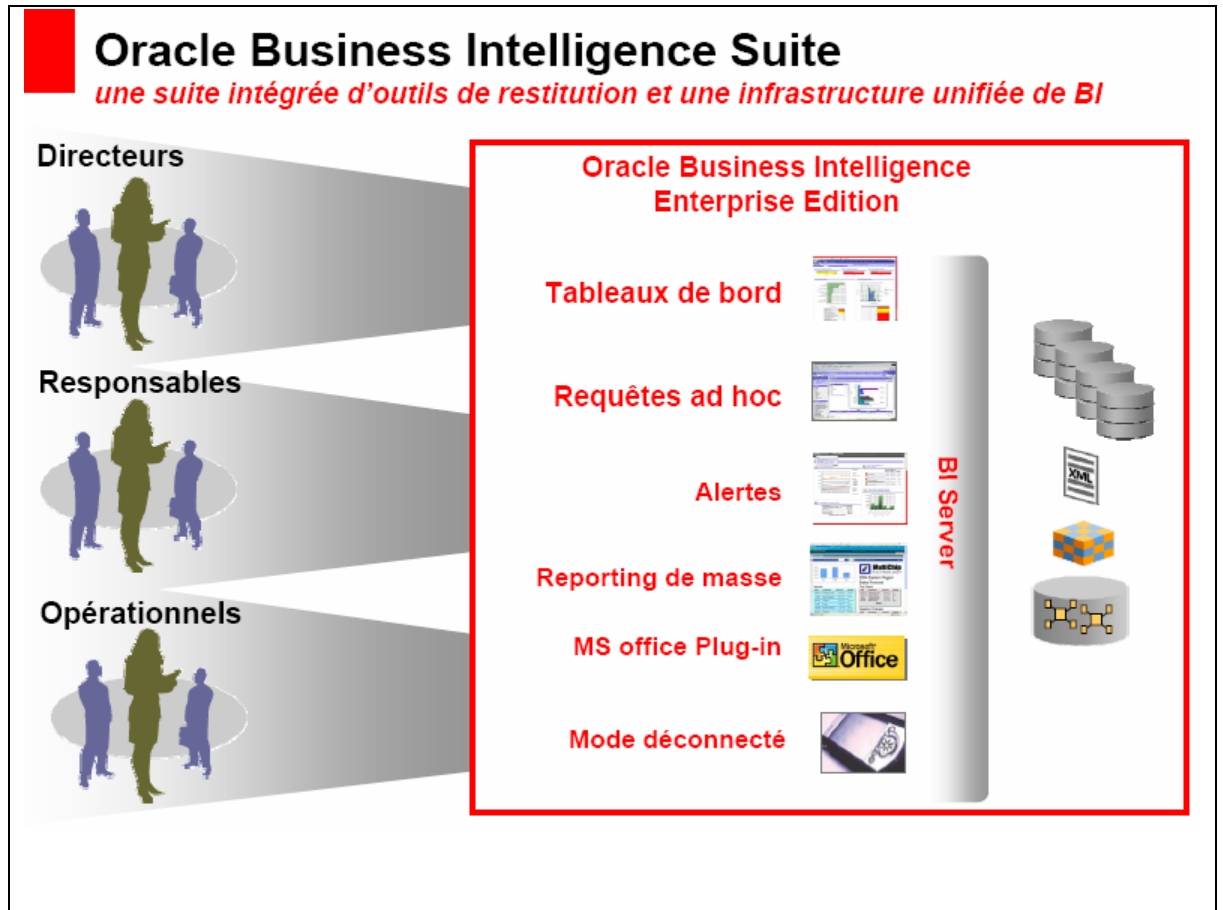 Oracle Business Intelligence Suite
une suite intégrée d'outils de restitution et une infrastructure unifiée de BI
Directeurs
Responsables
Opérationnels
Oracle Business Intelligence
Enterprise Edition
Tableaux de bord
Requêtes ad hoc
Alertes
Reporting de masse
MultiChip
MS office Plug-in
Microsoft
Office
Mode déconnecté
BI Server
XML